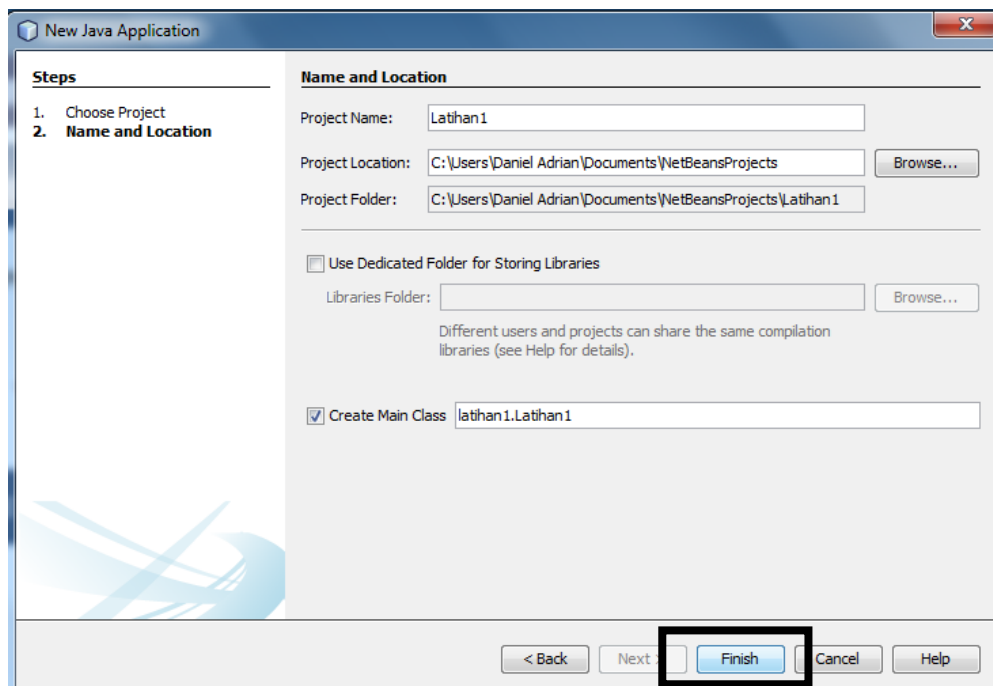 New Java Application
Steps
1. Choose Project
2. Name and Location
Name and Location
Project Name: Latihan1
Project Location: C:\Users\Daniel Adrian\Documents\NetBeansProjects Browse...
Project Folder: C:\Users\Daniel Adrian\Documents\NetBeansProjects\Latihan1
Use Dedicated Folder for Storing Libraries
Libraries Folder: Browse...
Different users and projects can share the same compilation
libraries (see Help for details).
Create Main Class latihan1.Latihan1
< Back Next > Finish Cancel Help